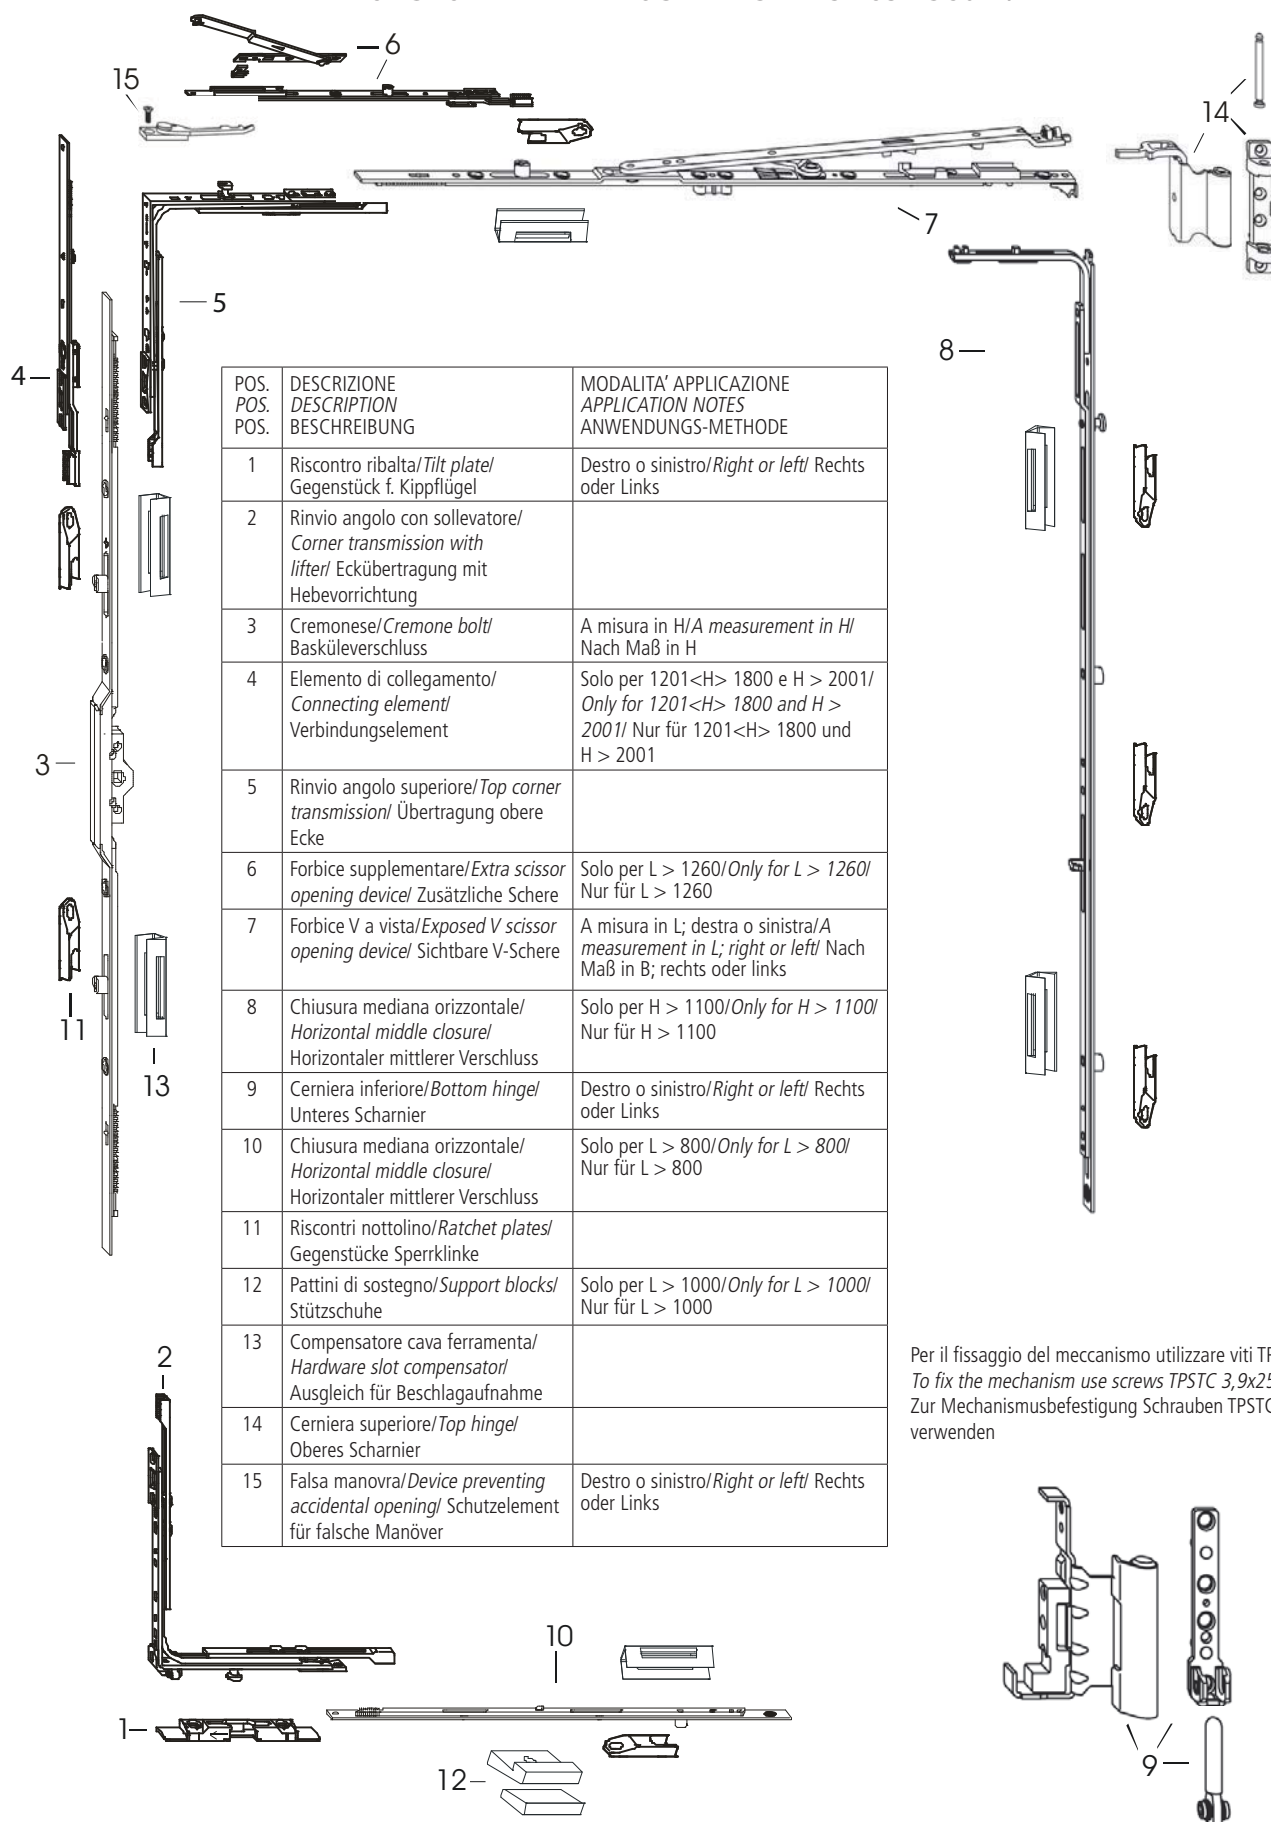 6
15
14
7
5
8
4
POS.
POS.
POS.
DESCRIZIONE
DESCRIPTION
BESCHREIBUNG
MODALITA’ APPLICAZIONE
APPLICATION NOTES
ANWENDUNGS-METHODE
1
Riscontro ribalta/Tilt plate/
Gegenstück f. Kippflügel
Destro o sinistro/Right or left/ Rechts
oder Links
2
Rinvio angolo con sollevatore/
Corner transmission with
lifter/ Eckübertragung mit
Hebevorrichtung
3
Cremonese/Cremone bolt/
Basküleverschluss
A misura in H/A measurement in H/
Nach Maß in H
4
Elemento di collegamento/
Connecting element/
Verbindungselement
Solo per 1201<H> 1800 e H > 2001/
Only for 1201<H> 1800 and H >
2001/ Nur für 1201<H> 1800 und
H > 2001
5
Rinvio angolo superiore/Top corner
transmission/ Übertragung obere
Ecke
6
Forbice supplementare/Extra scissor
opening device/ Zusätzliche Schere
Solo per L > 1260/Only for L > 1260/
Nur für L > 1260
7
Forbice V a vista/Exposed V scissor
opening device/ Sichtbare V-Schere
A misura in L; destra o sinistra/A
measurement in L; right or left/ Nach
Maß in B; rechts oder links
8
Chiusura mediana orizzontale/
Horizontal middle closure/
Horizontaler mittlerer Verschluss
Solo per H > 1100/Only for H > 1100/
Nur für H > 1100
9
Cerniera inferiore/Bottom hinge/
Unteres Scharnier
Destro o sinistro/Right or left/ Rechts
oder Links
10
Chiusura mediana orizzontale/
Horizontal middle closure/
Horizontaler mittlerer Verschluss
Solo per L > 800/Only for L > 800/
Nur für L > 800
11
Riscontri nottolino/Ratchet plates/
Gegenstücke Sperrklinke
12
Pattini di sostegno/Support blocks/
Stützschuhe
Solo per L > 1000/Only for L > 1000/
Nur für L > 1000
13
Compensatore cava ferramenta/
Hardware slot compensator/
Ausgleich für Beschlagaufnahme
14
Cerniera superiore/Top hinge/
Oberes Scharnier
15
Falsa manovra/Device preventing
accidental opening/ Schutzelement
für falsche Manöver
Destro o sinistro/Right or left/ Rechts
oder Links
3
11
13
Per il fissaggio del meccanismo utilizzare viti
To fix the mechanism use screws TPSTC 3,9x25
Zur Mechanismusbefestigung Schrauben TPSTC
verwenden
2
10
1
12
9